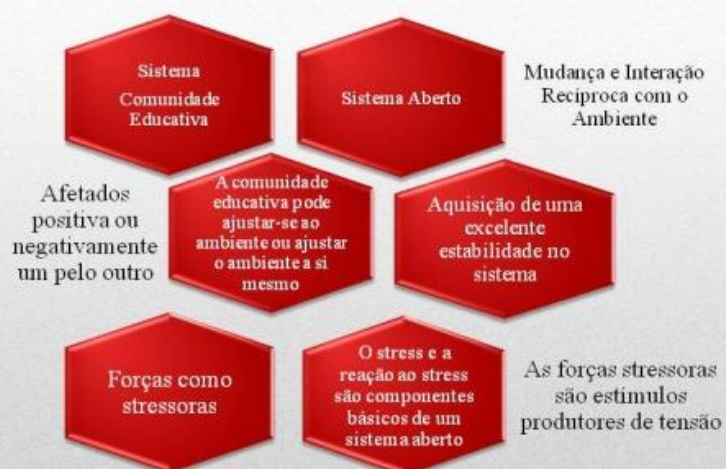 Sistema
Comunidade
Educativa
Sistema Aberto
Mudança e Interação
Recíproca com o
Ambiente
Afetados
positiva ou
negativamente
um pelo outro
A comunidade
educativa pode
ajustar-se ao
ambiente ou ajustar
o ambiente a si
mesmo
Aquisição de uma
excelente
estabilidade no
sistema
Forças como
stressoras
O stress e a
reação ao stress
são componentes
básicos de um
sistema aberto
As forças stressoras
são estimulos
produtores de tensão